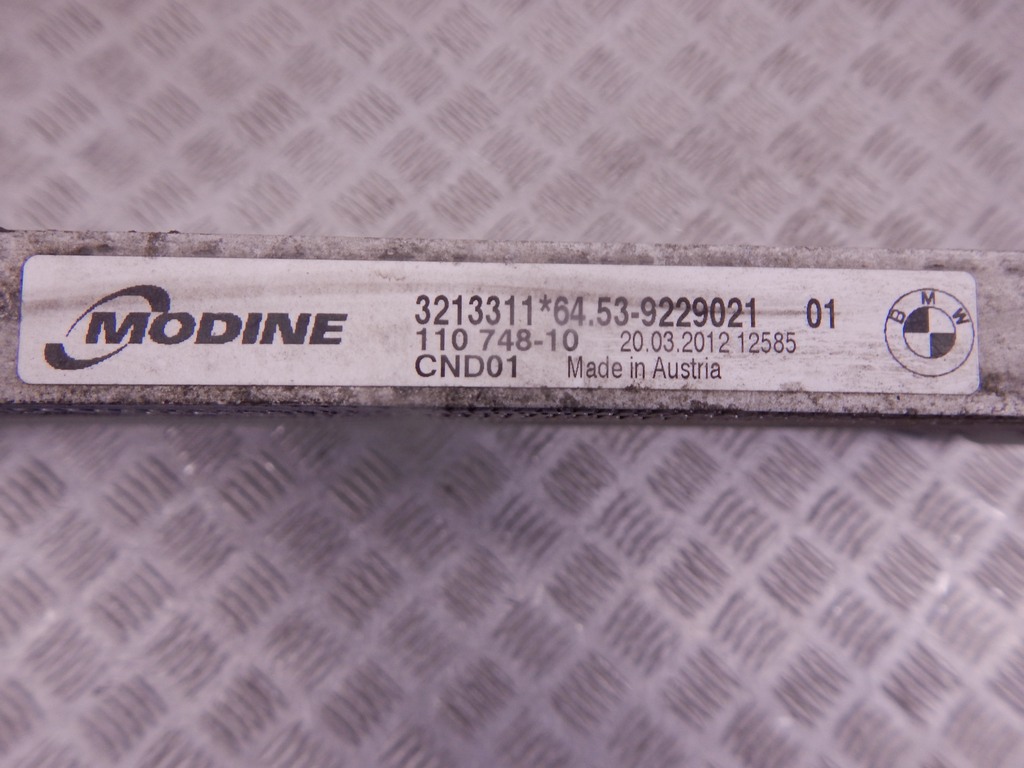 MODINE
3213311*64.53-9229021 01
110 748-10 20.03.2012 12585
CND01 Made in Austria
BMW